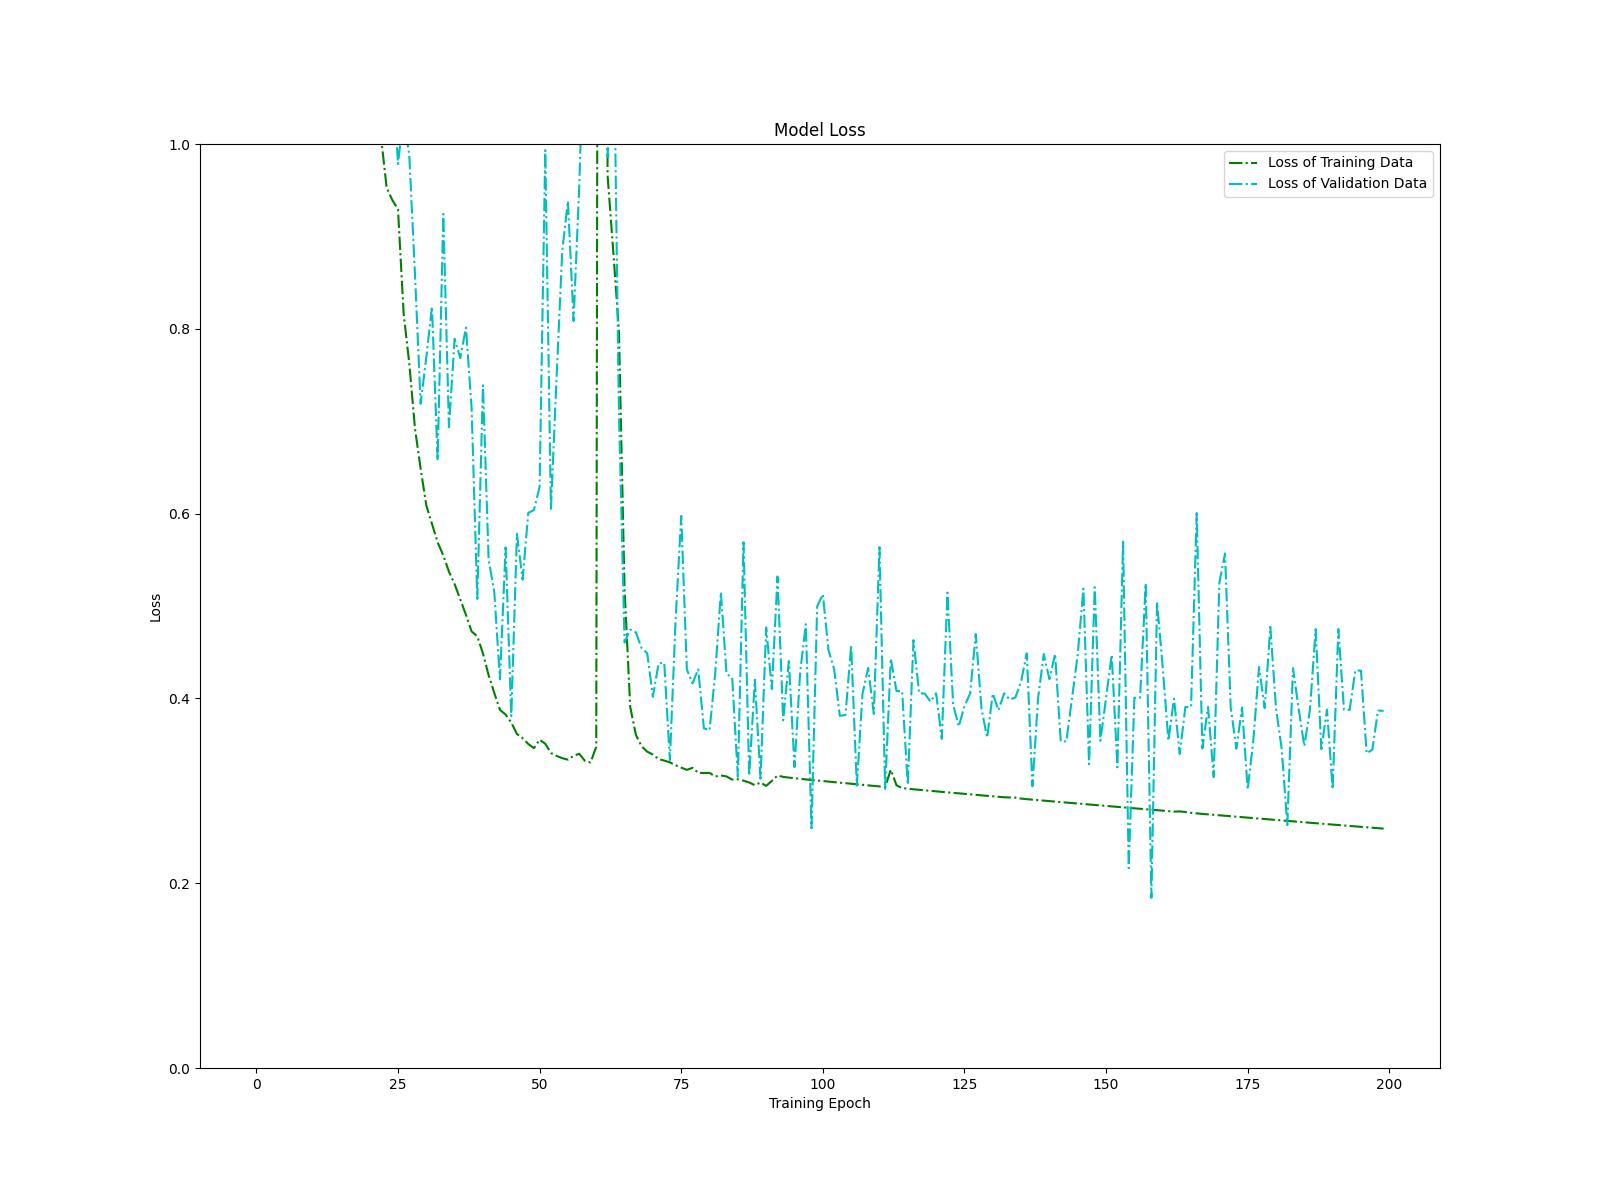 Model Loss
Loss of Training Data
Loss of Validation Data
1.0
0.8
0.6
0.4
0.2
0.0
Loss
0 25 50 75 100 125 150 175 200
Training Epoch